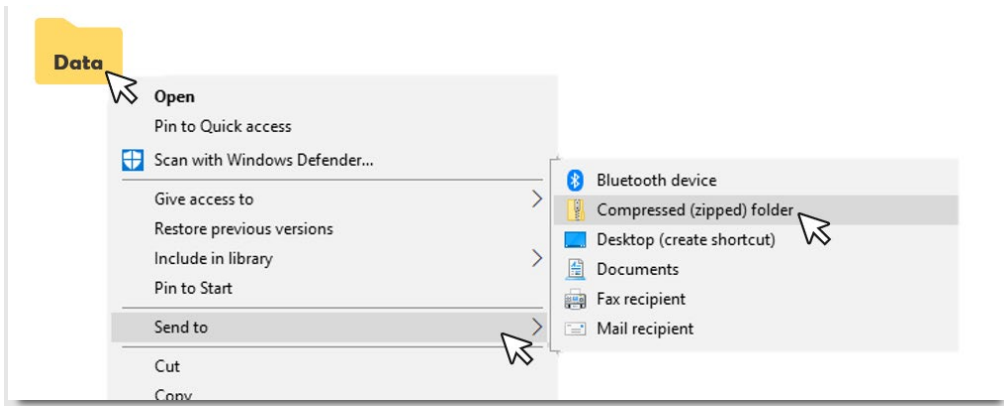 Data
Open
Pin to Quick access
Scan with Windows Defender...
Give access to
Restore previous versions
Include in library
Pin to Start
Send to
Cut
Copy
Bluetooth device
Compressed (zipped) folder
Desktop (create shortcut)
Documents
Fax recipient
Mail recipient